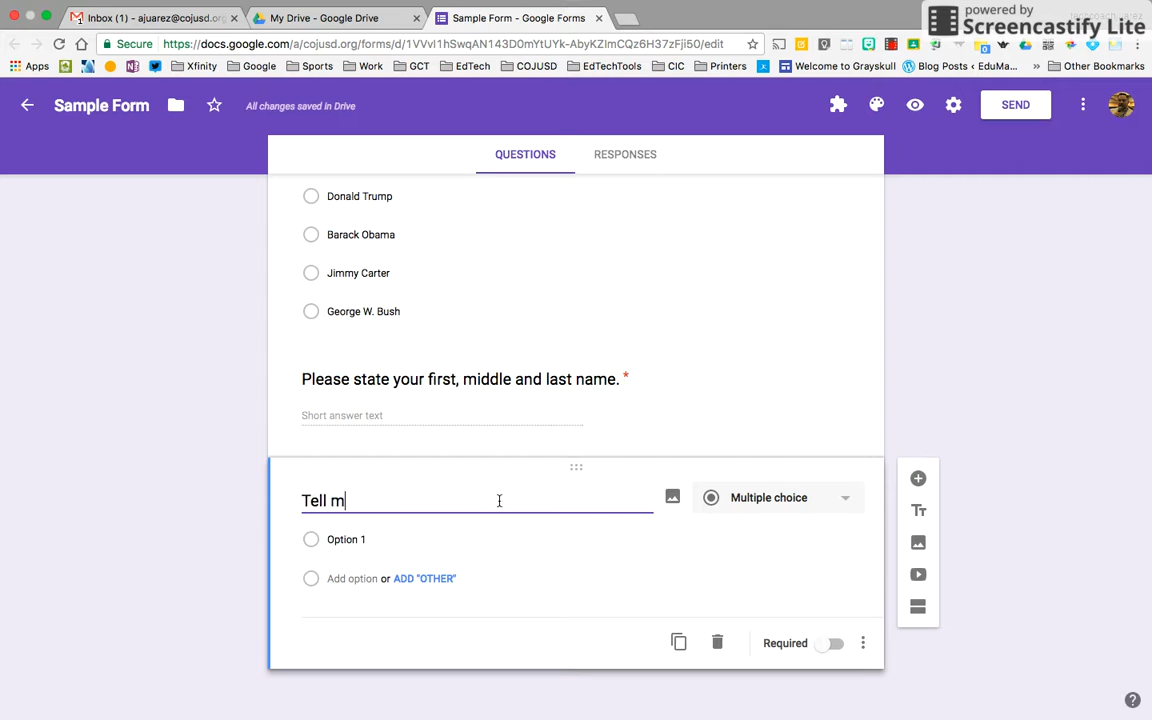 Inbox (1) - ajuarez@cojusd.org
My Drive - Google Drive
Sample Form - Google Forms
powered by
Screencastify Lite
Secure
https://docs.google.com/a/cojusd.org/forms/d/1VVvl1hSwqAN143D0mYtUYk-AbyKZlmCQz6H37zFji50/edit
Apps
Xfinity
Google
Sports
Work
GCT
EdTech
COJUSD
EdTechTools
CIC
Printers
Welcome to Grayskull
Blog Posts ‹ EduMa...
»
Other Bookmarks
Sample Form
All changes saved in Drive
SEND
QUESTIONS
RESPONSES
Donald Trump
Barack Obama
Jimmy Carter
George W. Bush
Please state your first, middle and last name. *
Short answer text
Tell m
Multiple choice
Option 1
Add option or ADD "OTHER"
Required